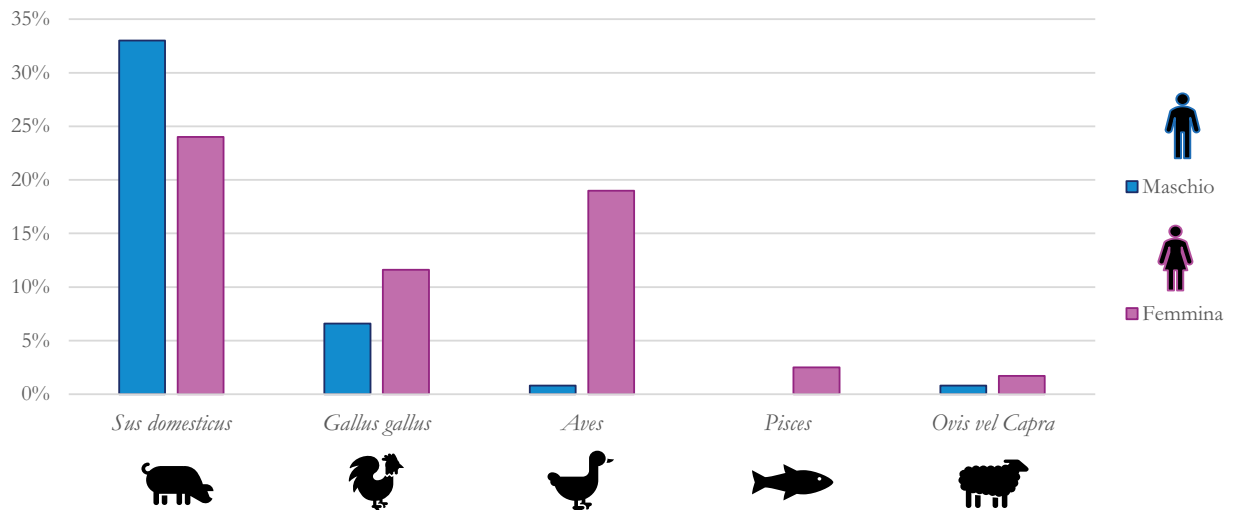 35%
30%
25%
20%
15%
10%
5%
0%
Sus domesticus
Gallus gallus
Aves
Pisces
Ovis vel Capra
Maschio
Femmina